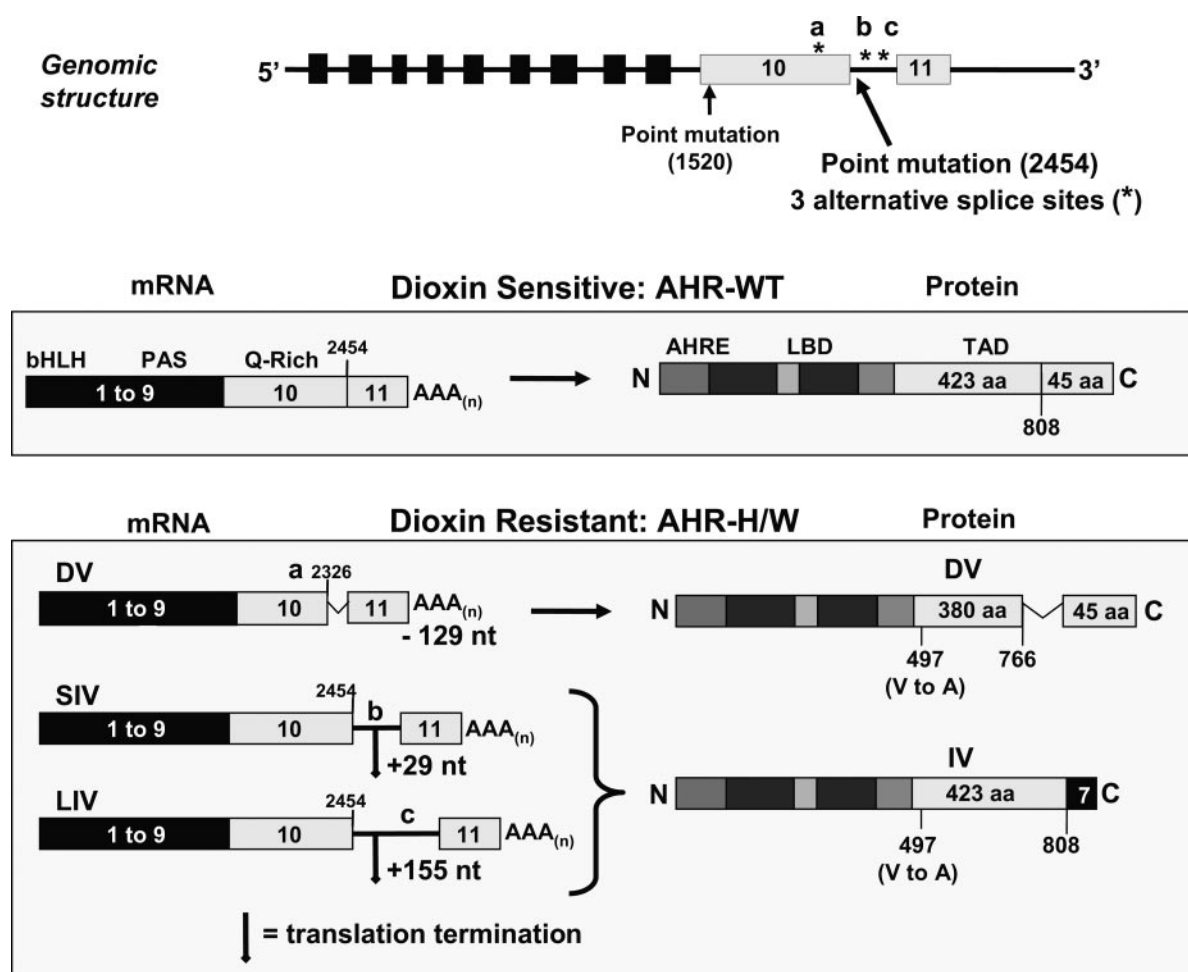 a b c
* * *
Genomic structure
5’ 10 11 3’
Point mutation
(1520)
Point mutation (2454)
3 alternative splice sites (*)
mRNA Dioxin Sensitive: AHR-WT Protein
bHLH PAS Q-Rich 2454
1 to 9 10 11 AAA(n)
AHRE LBD TAD
N 423 aa 45 aa C
808
mRNA Dioxin Resistant: AHR-H/W Protein
DV a 2326
1 to 9 10 11 AAA(n)
- 129 nt
DV
N 380 aa 45 aa C
497 766
(V to A)
SIV 2454 b
1 to 9 10 11 AAA(n)
+29 nt
LIV 2454 c
1 to 9 10 11 AAA(n)
+155 nt
IV
N 423 aa 7 C
497 808
(V to A)
= translation termination